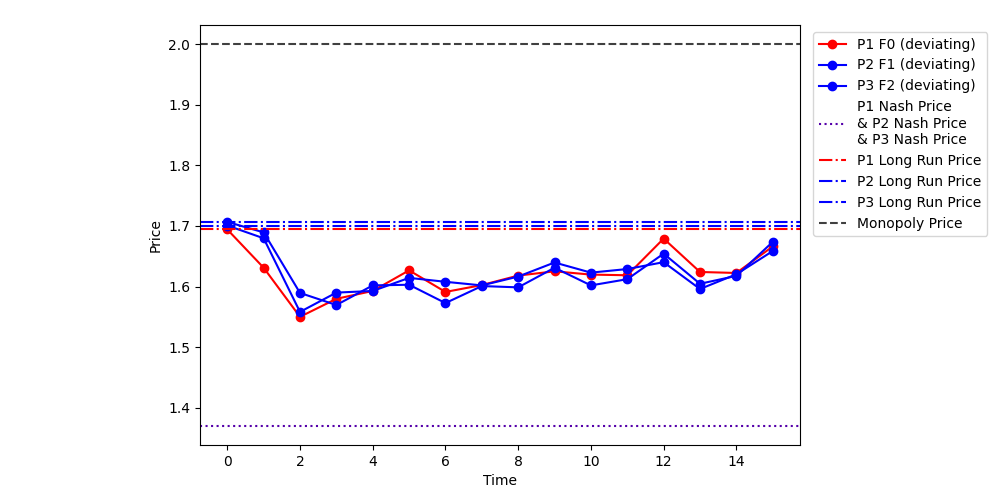 2.0
1.9
1.8
1.7
1.6
1.5
1.4
Price
0 2 4 6 8 10 12 14
Time
P1 F0 (deviating)
P2 F1 (deviating)
P3 F2 (deviating)
P1 Nash Price
& P2 Nash Price
& P3 Nash Price
P1 Long Run Price
P2 Long Run Price
P3 Long Run Price
Monopoly Price